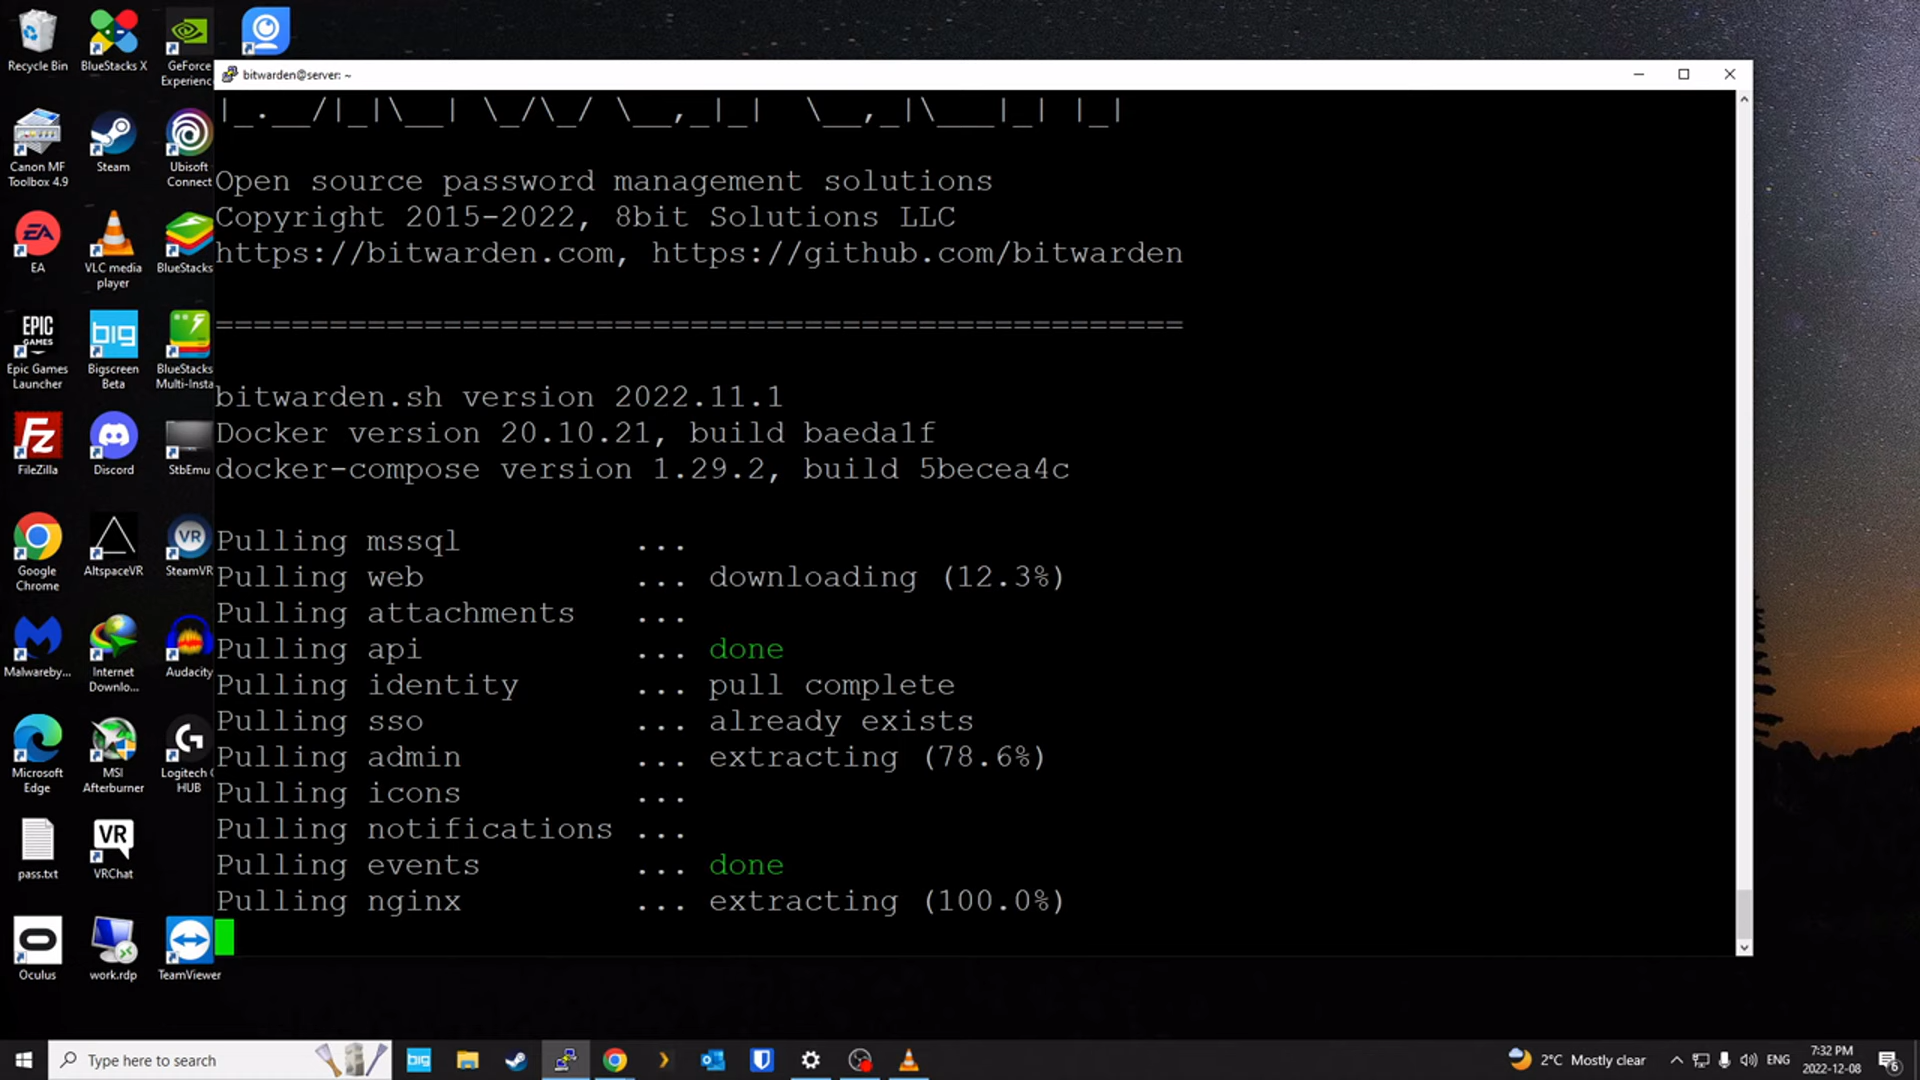 Recycle Bin
BlueStacks X
GeForce
Experienc
bitwarden@server: ~
Open source password management solutions
Copyright 2015-2022, 8bit Solutions LLC
https://bitwarden.com, https://github.com/bitwarden
===================================================
bitwarden.sh version 2022.11.1
Docker version 20.10.21, build baeda1f
docker-compose version 1.29.2, build 5becea4c
Pulling mssql ...
Pulling web ... downloading (12.3%)
Pulling attachments ...
Pulling api ... done
Pulling identity ... pull complete
Pulling sso ... already exists
Pulling admin ... extracting (78.6%)
Pulling icons ...
Pulling notifications ...
Pulling events ... done
Pulling nginx ... extracting (100.0%)
Canon MF
Toolbox 4.9
Steam
Ubisoft
Connect
EA
EA
VLC media
player
BlueStacks
EPIC
GAMES
Epic Games
Launcher
big
Bigscreen
Beta
BlueStacks
Multi-Insta
Fz
FileZilla
Discord
StbEmu
Google
Chrome
AltspaceVR
VR
SteamVR
Malwareby...
Internet
Downlo...
Audacity
Microsoft
Edge
MSI
Afterburner
Logitech G
HUB
pass.txt
VR
VRChat
Oculus
work.rdp
TeamViewer
Type here to search
big
2°C Mostly clear
ENG
7:32 PM
2022-12-08
6